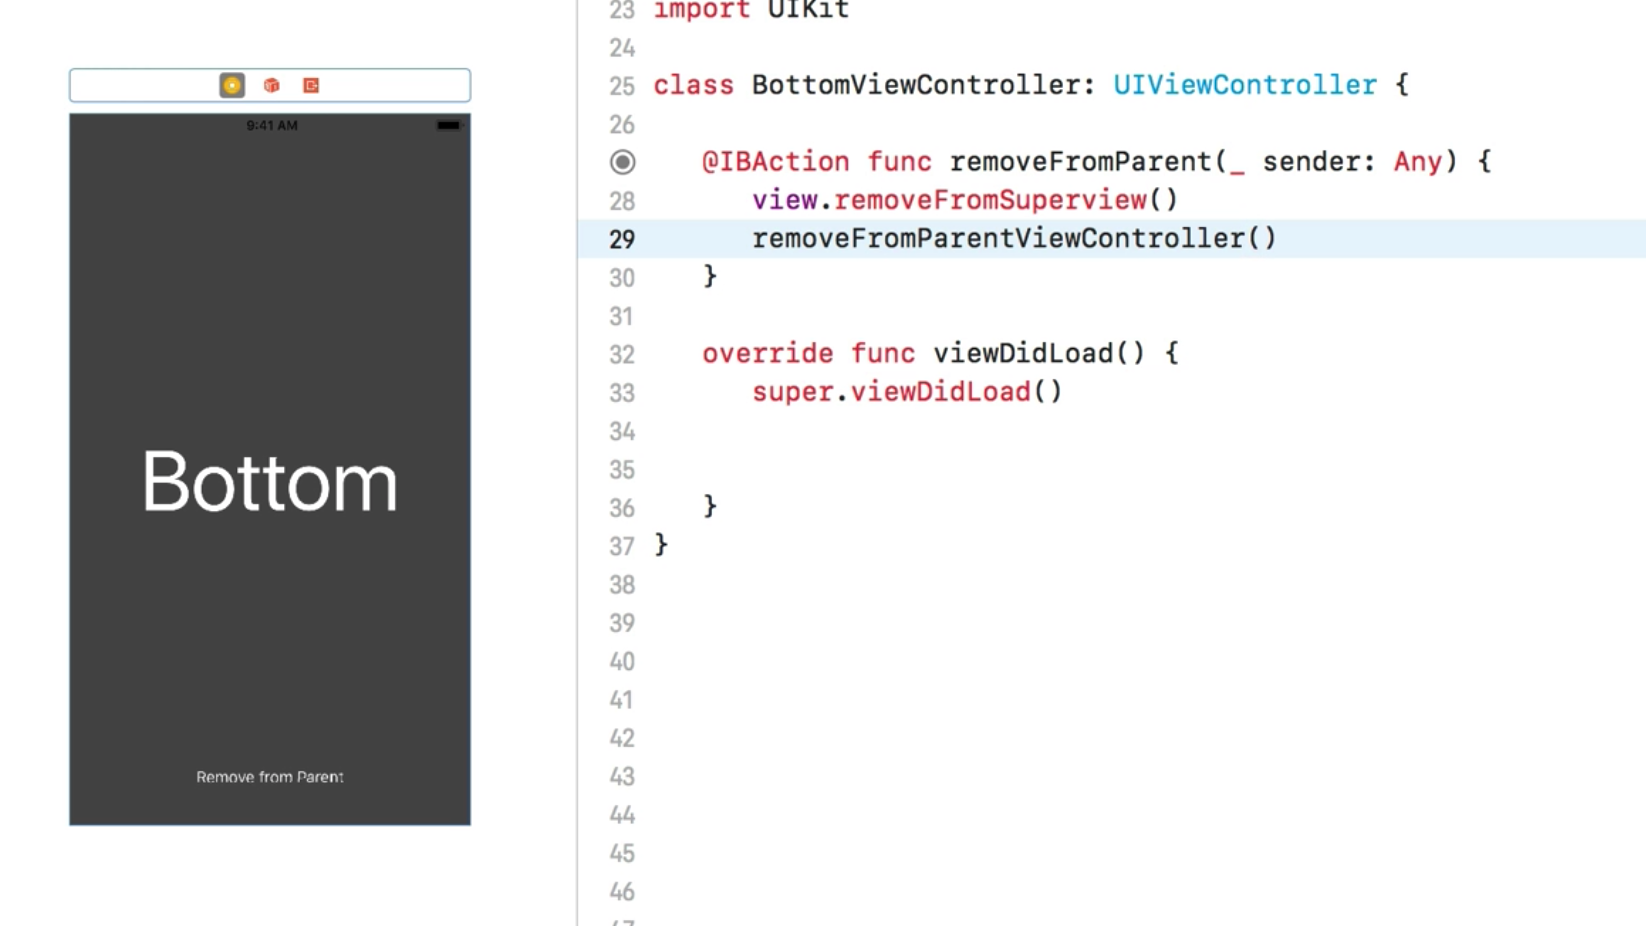 9:41 AM
Bottom
Remove from Parent
23 import UIKit
24
25 class BottomViewController: UIViewController {
26
@IBAction func removeFromParent(_ sender: Any) {
28 view.removeFromSuperview()
29 removeFromParentViewController()
30 }
31
32 override func viewDidLoad() {
33 super.viewDidLoad()
34
35
36 }
37 }
38
39
40
41
42
43
44
45
46
47